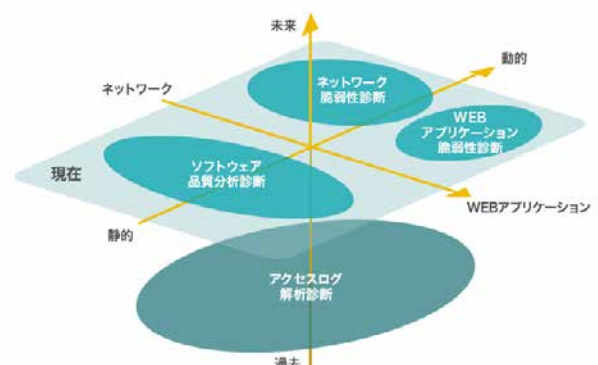 未来
動的
ネットワーク
ネットワーク
脆弱性診断
WEB
アプリケーション
脆弱性診断
ソフトウェア
品質分析診断
現在
WEBアプリケーション
静的
アクセスログ
解析診断
過去